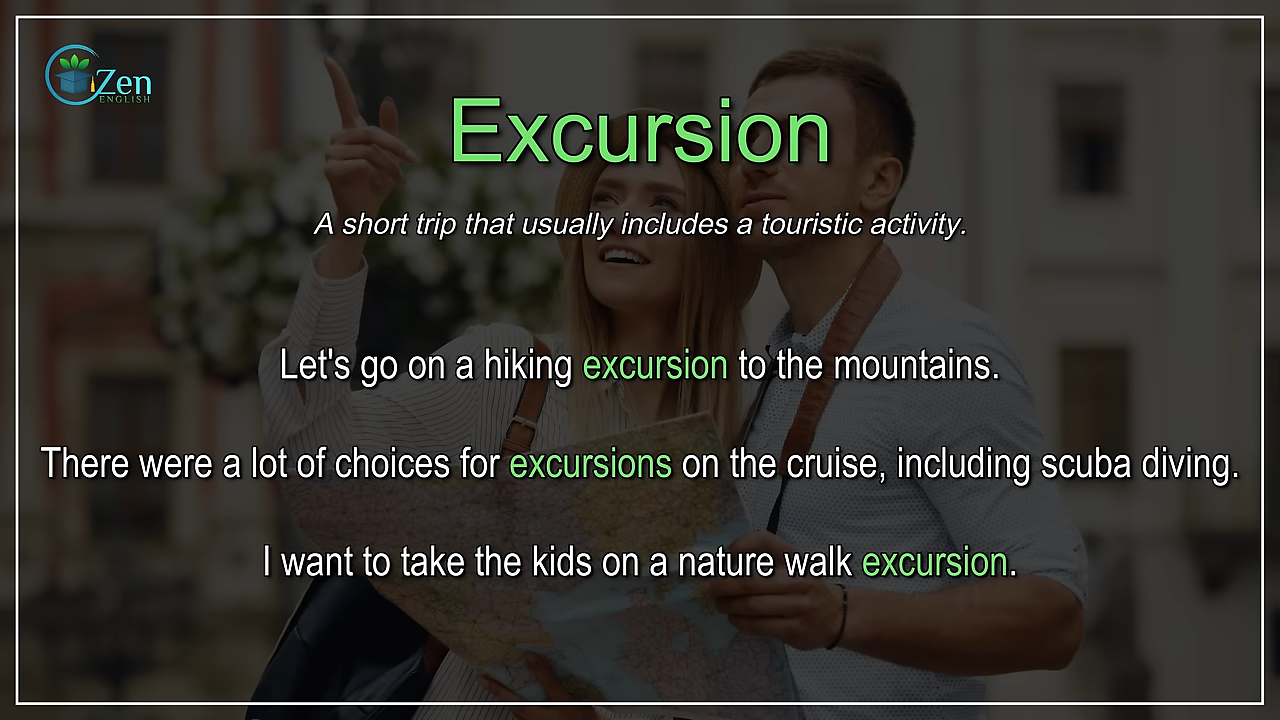 Zen
ENGLISH
Excursion
A short trip that usually includes a touristic activity.
Let's go on a hiking excursion to the mountains.
There were a lot of choices for excursions on the cruise, including scuba diving.
I want to take the kids on a nature walk excursion.